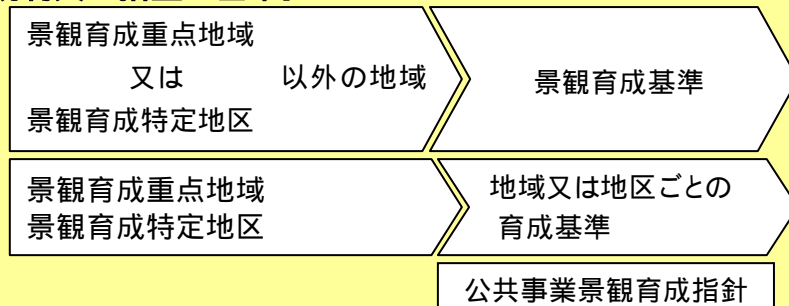 景観育成重点地域
又は 以外の地域
景観育成特定地区
景観育成基準
景観育成重点地域
景観育成特定地区
地域又は地区ごとの
育成基準
公共事業景観育成指針